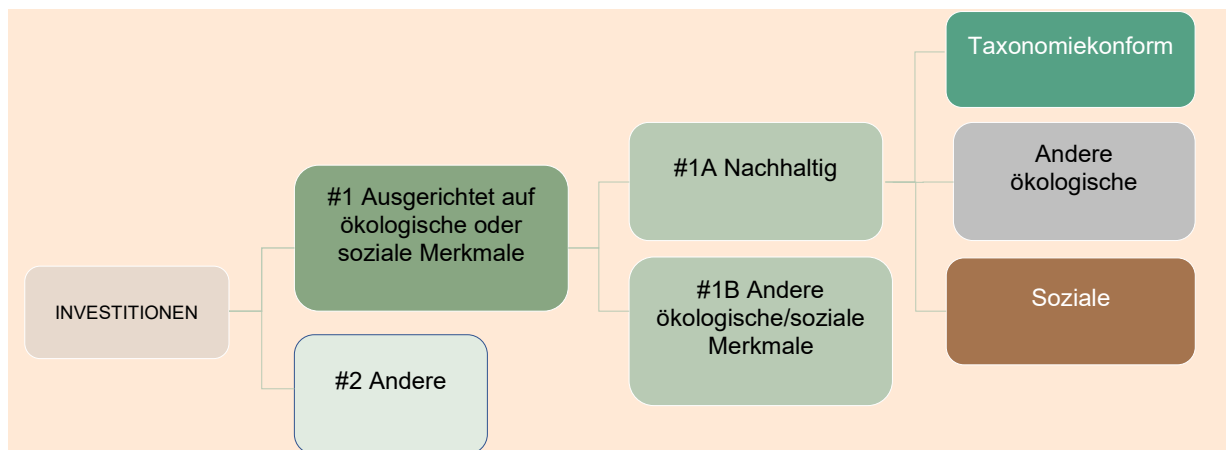 INVESTITIONEN
#1 Ausgerichtet auf
ökologische oder
soziale Merkmale
#2 Andere
#1A Nachhaltig
#1B Andere
ökologische/soziale
Merkmale
Taxonomiekonform
Andere
ökologische
Soziale